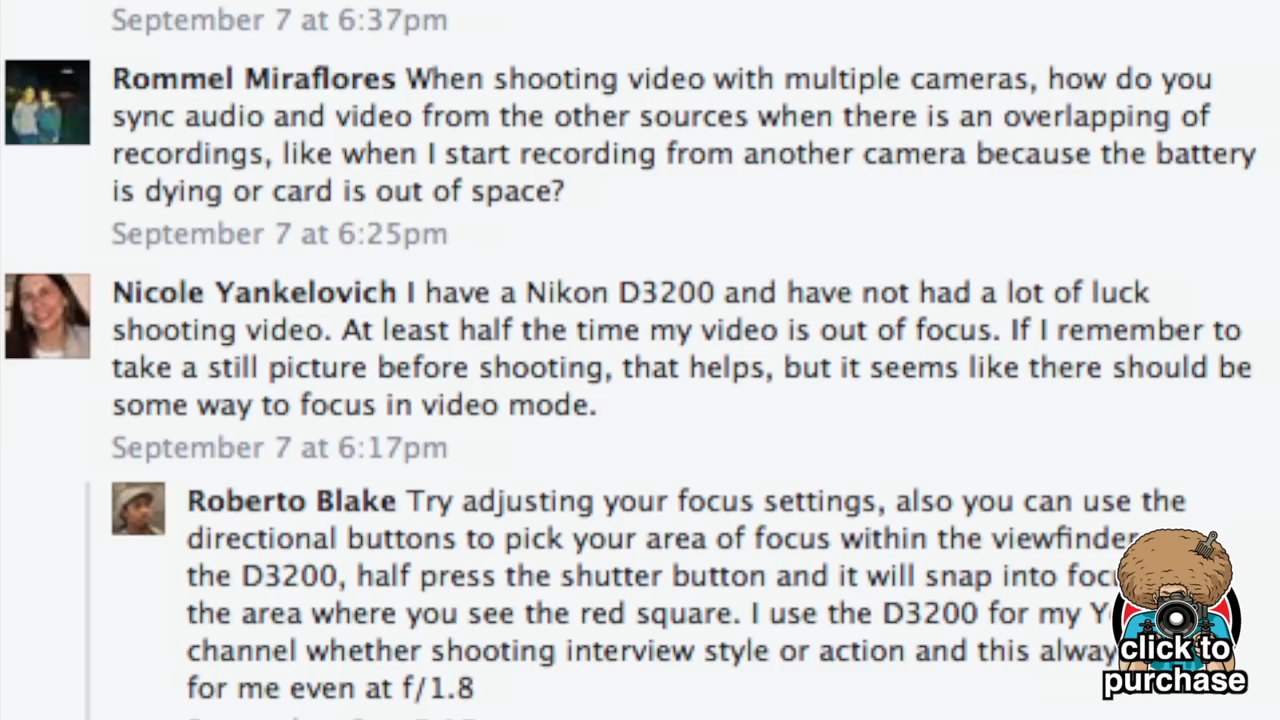 September 7 at 6:37pm
Rommel Miraflores When shooting video with multiple cameras, how do you
sync audio and video from the other sources when there is an overlapping of
recordings, like when I start recording from another camera because the battery
is dying or card is out of space?
September 7 at 6:25pm
Nicole Yankelovich I have a Nikon D3200 and have not had a lot of luck
shooting video. At least half the time my video is out of focus. If I remember to
take a still picture before shooting, that helps, but it seems like there should be
some way to focus in video mode.
September 7 at 6:17pm
Roberto Blake Try adjusting your focus settings, also you can use the
directional buttons to pick your area of focus within the viewfinder
the D3200, half press the shutter button and it will snap into
the area where you see the red square. I use the D3200 for my
channel whether shooting interview style or action and this
for me even at f/1.8
click to
purchase